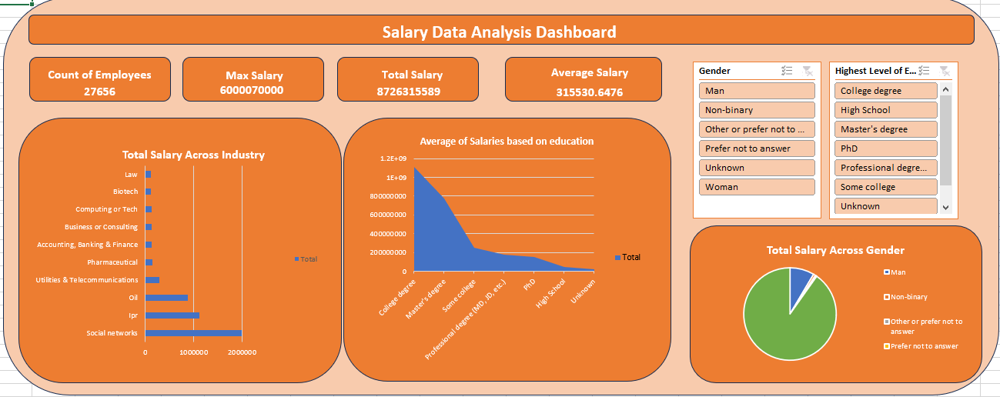 Salary Data Analysis Dashboard
Count of Employees
27656
Max Salary
6000070000
Total Salary
8726315589
Average Salary
315530.6476
Gender
Man
Non-binary
Other or prefer not to ...
Prefer not to answer
Unknown
Woman
Highest Level of E...
College degree
High School
Master's degree
PhD
Professional degre...
Some college
Unknown
Total Salary Across Industry
Law
Biotech
Computing or Tech
Business or Consulting
Accounting, Banking & Finance
Pharmaceutical
Utilities & Telecommunications
Oil
Ipr
Social networks
0
1000000
2000000
Total
Average of Salaries based on education
1.2E+09
1E+09
800000000
600000000
400000000
200000000
0
College degree
Master's degree
Some college
Professional degree (MD, JD, etc.)
PhD
High School
Unknown
Total
Total Salary Across Gender
Man
Non-binary
Other or prefer not to
answer
Prefer not to answer